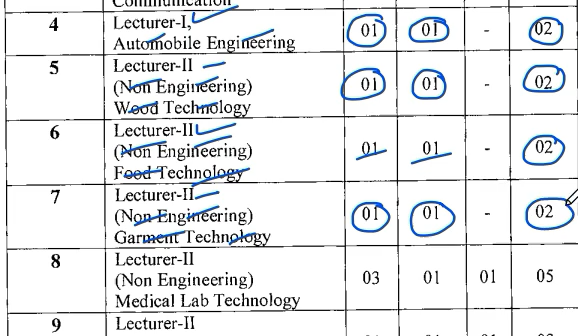 Communication
4 Lecturer-I, 01 01 - 02
Automobile Engineering
5 Lecturer-II
(Non Engineering) 01 01 - 02
Wood Technology
6 Lecturer-II
(Non Engineering) 01 01 - 02
Food Technology
7 Lecturer-II
(Non Engineering) 01 01 - 02
Garment Technology
8 Lecturer-II
(Non Engineering) 03 01 01 05
Medical Lab Technology
9 Lecturer-II